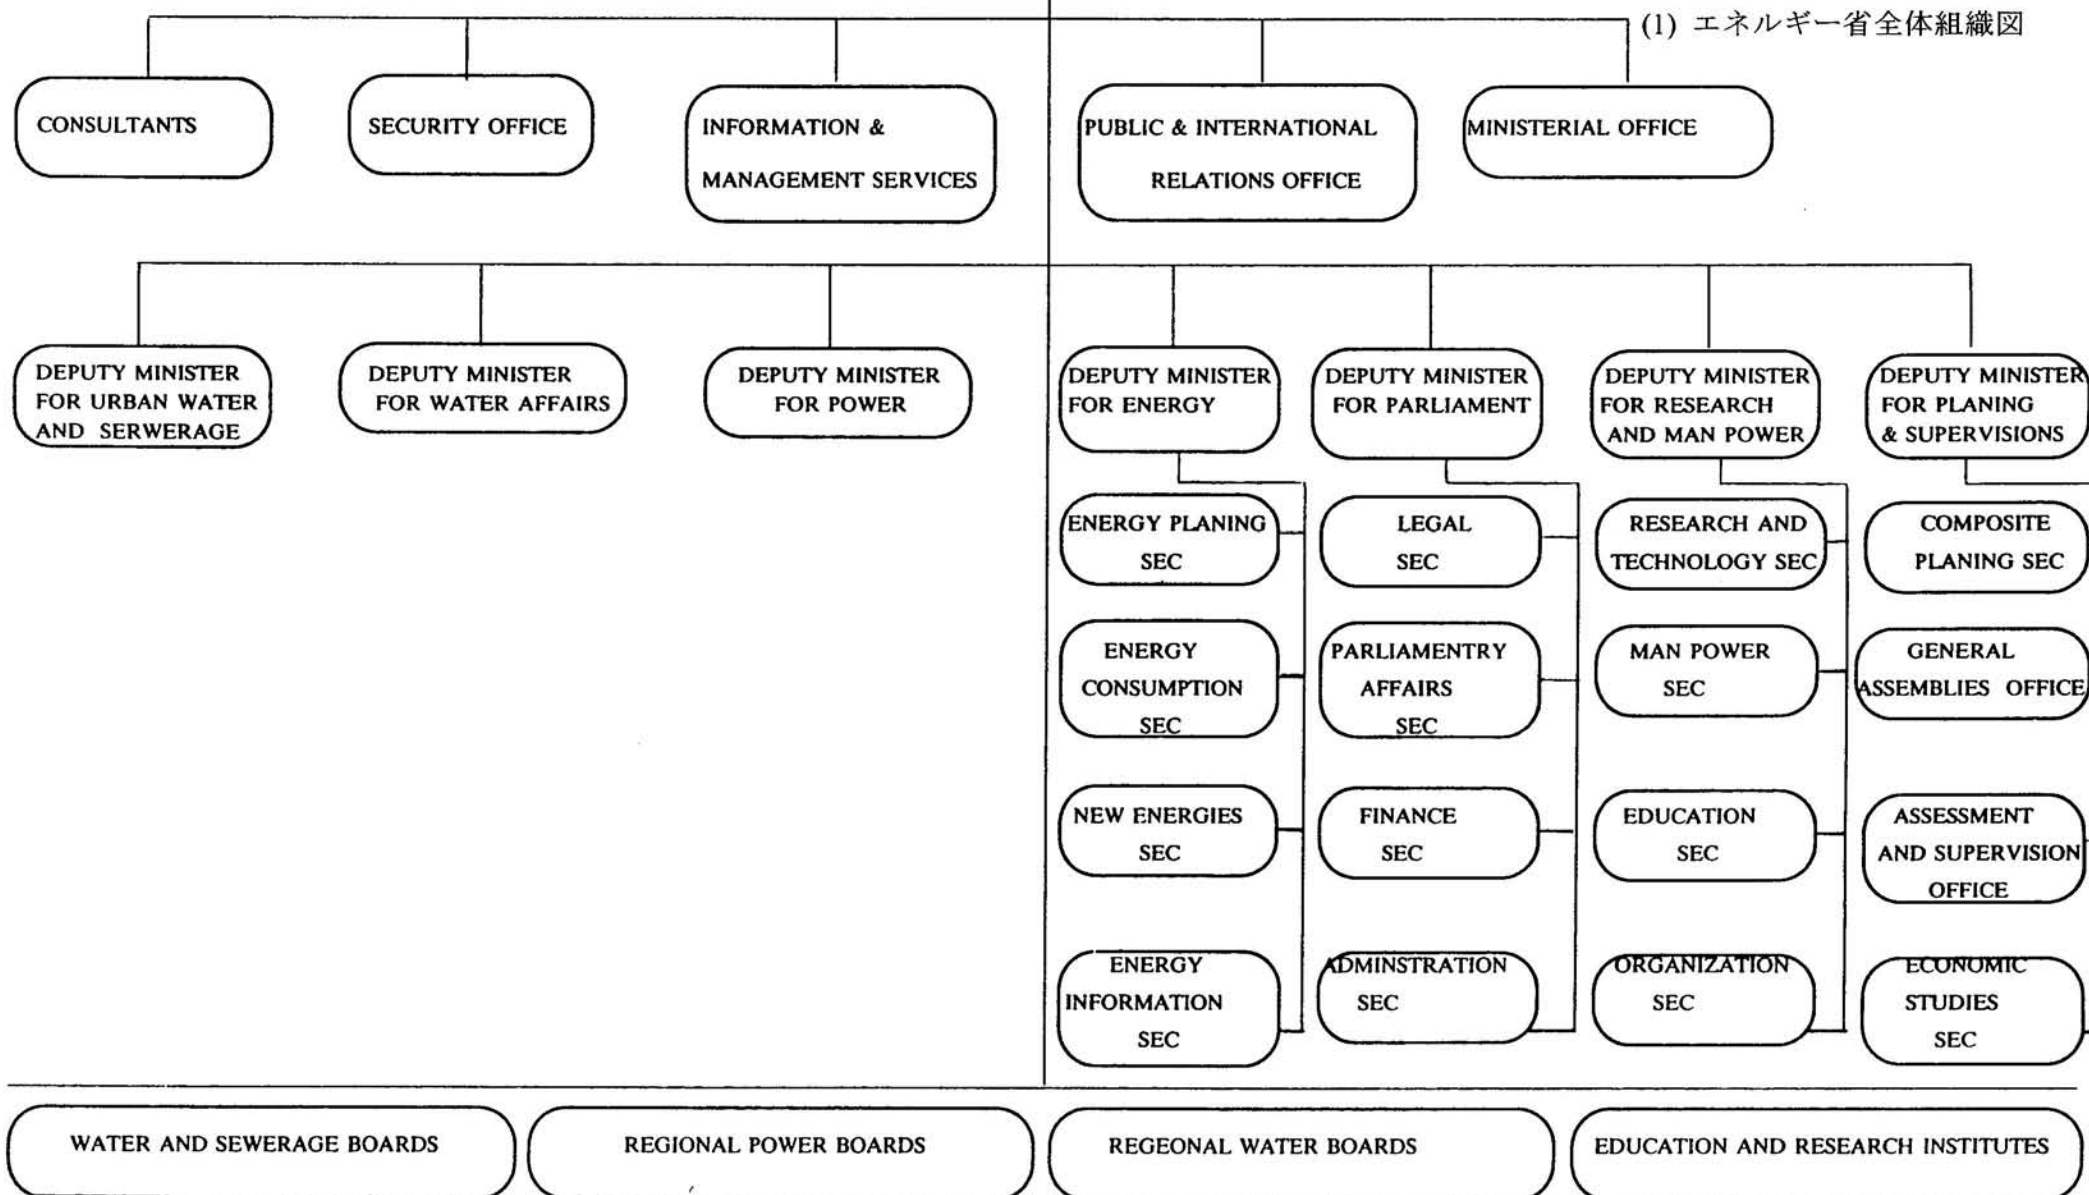 (1) エネルギー省全体組織図
CONSULTANTS
SECURITY OFFICE
INFORMATION &
MANAGEMENT SERVICES
PUBLIC & INTERNATIONAL
RELATIONS OFFICE
MINISTERIAL OFFICE
DEPUTY MINISTER
FOR URBAN WATER
AND SERWERAGE
DEPUTY MINISTER
FOR WATER AFFAIRS
DEPUTY MINISTER
FOR POWER
DEPUTY MINISTER
FOR ENERGY
DEPUTY MINISTER
FOR PARLIAMENT
DEPUTY MINISTER
FOR RESEARCH
AND MAN POWER
DEPUTY MINISTER
FOR PLANING
& SUPERVISIONS
ENERGY PLANING
SEC
ENERGY
CONSUMPTION
SEC
NEW ENERGIES
SEC
ENERGY
INFORMATION
SEC
LEGAL
SEC
PARLIAMENTRY
AFFAIRS
SEC
FINANCE
SEC
ADMINSTRATION
SEC
RESEARCH AND
TECHNOLOGY SEC
MAN POWER
SEC
EDUCATION
SEC
ORGANIZATION
SEC
COMPOSITE
PLANING SEC
GENERAL
ASSEMBLIES OFFICE
ASSESSMENT
AND SUPERVISION
OFFICE
ECONOMIC
STUDIES
SEC
WATER AND SEWERAGE BOARDS
REGIONAL POWER BOARDS
REGEONAL WATER BOARDS
EDUCATION AND RESEARCH INSTITUTES